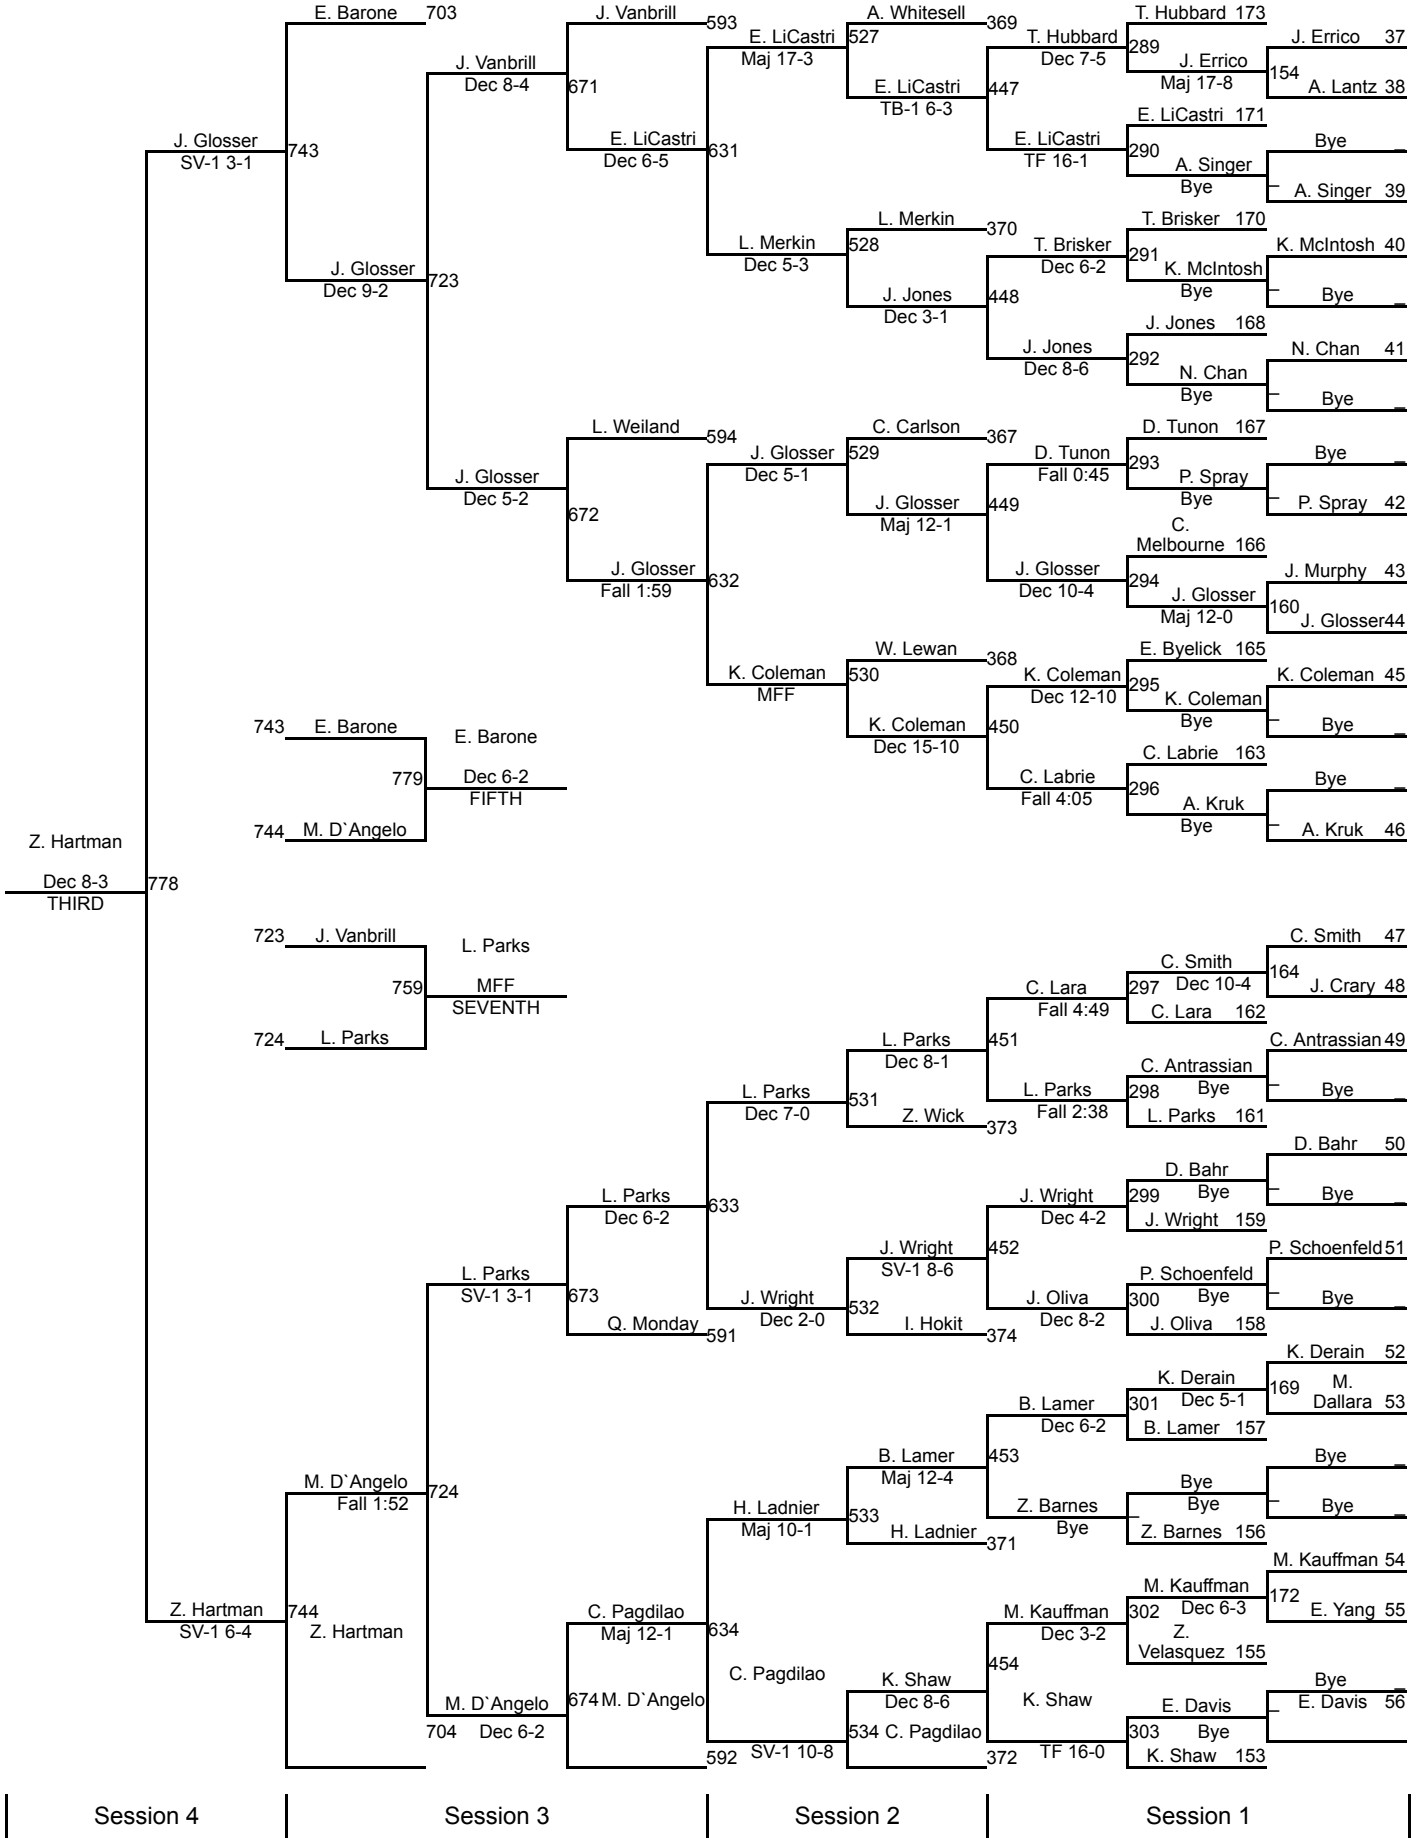 E. Barone 703
J. Vanbrill 593
A. Whitesell 369
T. Hubbard 173
E. LiCastri 527
T. Hubbard 289
J. Errico 37
Maj 17-3
Dec 7-5
J. Vanbrill
J. Errico 154
Dec 8-4
671
E. LiCastri 447
Maj 17-8
A. Lantz 38
TB-1 6-3
E. LiCastri 171
J. Glosser 743
E. LiCastri 631
E. LiCastri 290
Bye _
SV-1 3-1
Dec 6-5
TF 16-1
A. Singer
Bye _
A. Singer 39
L. Merkin 370
T. Brisker 170
L. Merkin 528
T. Brisker 291
K. McIntosh 40
Dec 5-3
Dec 6-2
J. Glosser 723
K. McIntosh
Dec 9-2
J. Jones 448
Bye _
Bye _
Dec 3-1
J. Jones 168
J. Jones 292
N. Chan 41
Dec 8-6
N. Chan
Bye _
Bye _
L. Weiland 594
C. Carlson 367
D. Tunon 167
J. Glosser 529
D. Tunon 293
Bye _
Dec 5-1
Fall 0:45
J. Glosser
P. Spray
Dec 5-2
J. Glosser 449
Bye _
P. Spray 42
672
Maj 12-1
C.
Melbourne 166
J. Glosser 632
J. Glosser 294
J. Murphy 43
Fall 1:59
Dec 10-4
J. Glosser 160
Maj 12-0
J. Glosser 44
W. Lewan 368
E. Byelick 165
K. Coleman 530
K. Coleman 295
K. Coleman 45
MFF
Dec 12-10
K. Coleman
743 E. Barone
E. Barone
K. Coleman 450
Bye _
Bye _
Dec 15-10
C. Labrie 163
779 Dec 6-2
C. Labrie 296
Bye _
FIFTH
Fall 4:05
A. Kruk
744 M. D`Angelo
Bye _
A. Kruk 46
Z. Hartman
Dec 8-3 778
THIRD
723 J. Vanbrill
L. Parks
C. Smith 47
C. Smith 164
759 MFF
C. Lara 297
Dec 10-4
J. Crary 48
SEVENTH
Fall 4:49
C. Lara 162
724 L. Parks
L. Parks 451
C. Antrassian 49
Dec 8-1
C. Antrassian
L. Parks 531
L. Parks 298
Bye _
Bye _
Dec 7-0
Z. Wick 373
Fall 2:38
L. Parks 161
D. Bahr 50
D. Bahr
L. Parks 633
J. Wright 299
Bye _
Bye _
Dec 6-2
Dec 4-2
J. Wright 159
J. Wright 452
P. Schoenfeld 51
SV-1 8-6
L. Parks
P. Schoenfeld
SV-1 3-1
673
J. Wright 532
J. Oliva 300
Bye _
Bye _
Q. Monday 591
Dec 2-0
I. Hokit 374
Dec 8-2
J. Oliva 158
K. Derain 52
K. Derain 169
M.
B. Lamer 301
Dec 5-1
Dallara 53
Dec 6-2
B. Lamer 157
B. Lamer 453
Bye _
Maj 12-4
M. D`Angelo 724
Bye
Fall 1:52
H. Ladnier 533
Z. Barnes _
Bye _
Bye _
Maj 10-1
H. Ladnier 371
Bye
Z. Barnes 156
M. Kauffman 54
M. Kauffman 172
Z. Hartman 744
C. Pagdilao 634
M. Kauffman 302
Dec 6-3
E. Yang 55
SV-1 6-4
Z. Hartman
Maj 12-1
Dec 3-2
Z.
Velasquez 155
C. Pagdilao
K. Shaw 454
Bye _
M. D`Angelo 674
M. D`Angelo
Dec 8-6
K. Shaw
E. Davis _
E. Davis 56
704 Dec 6-2
534 C. Pagdilao
303 Bye
592 SV-1 10-8
372 TF 16-0
K. Shaw 153
Session 4
Session 3
Session 2
Session 1